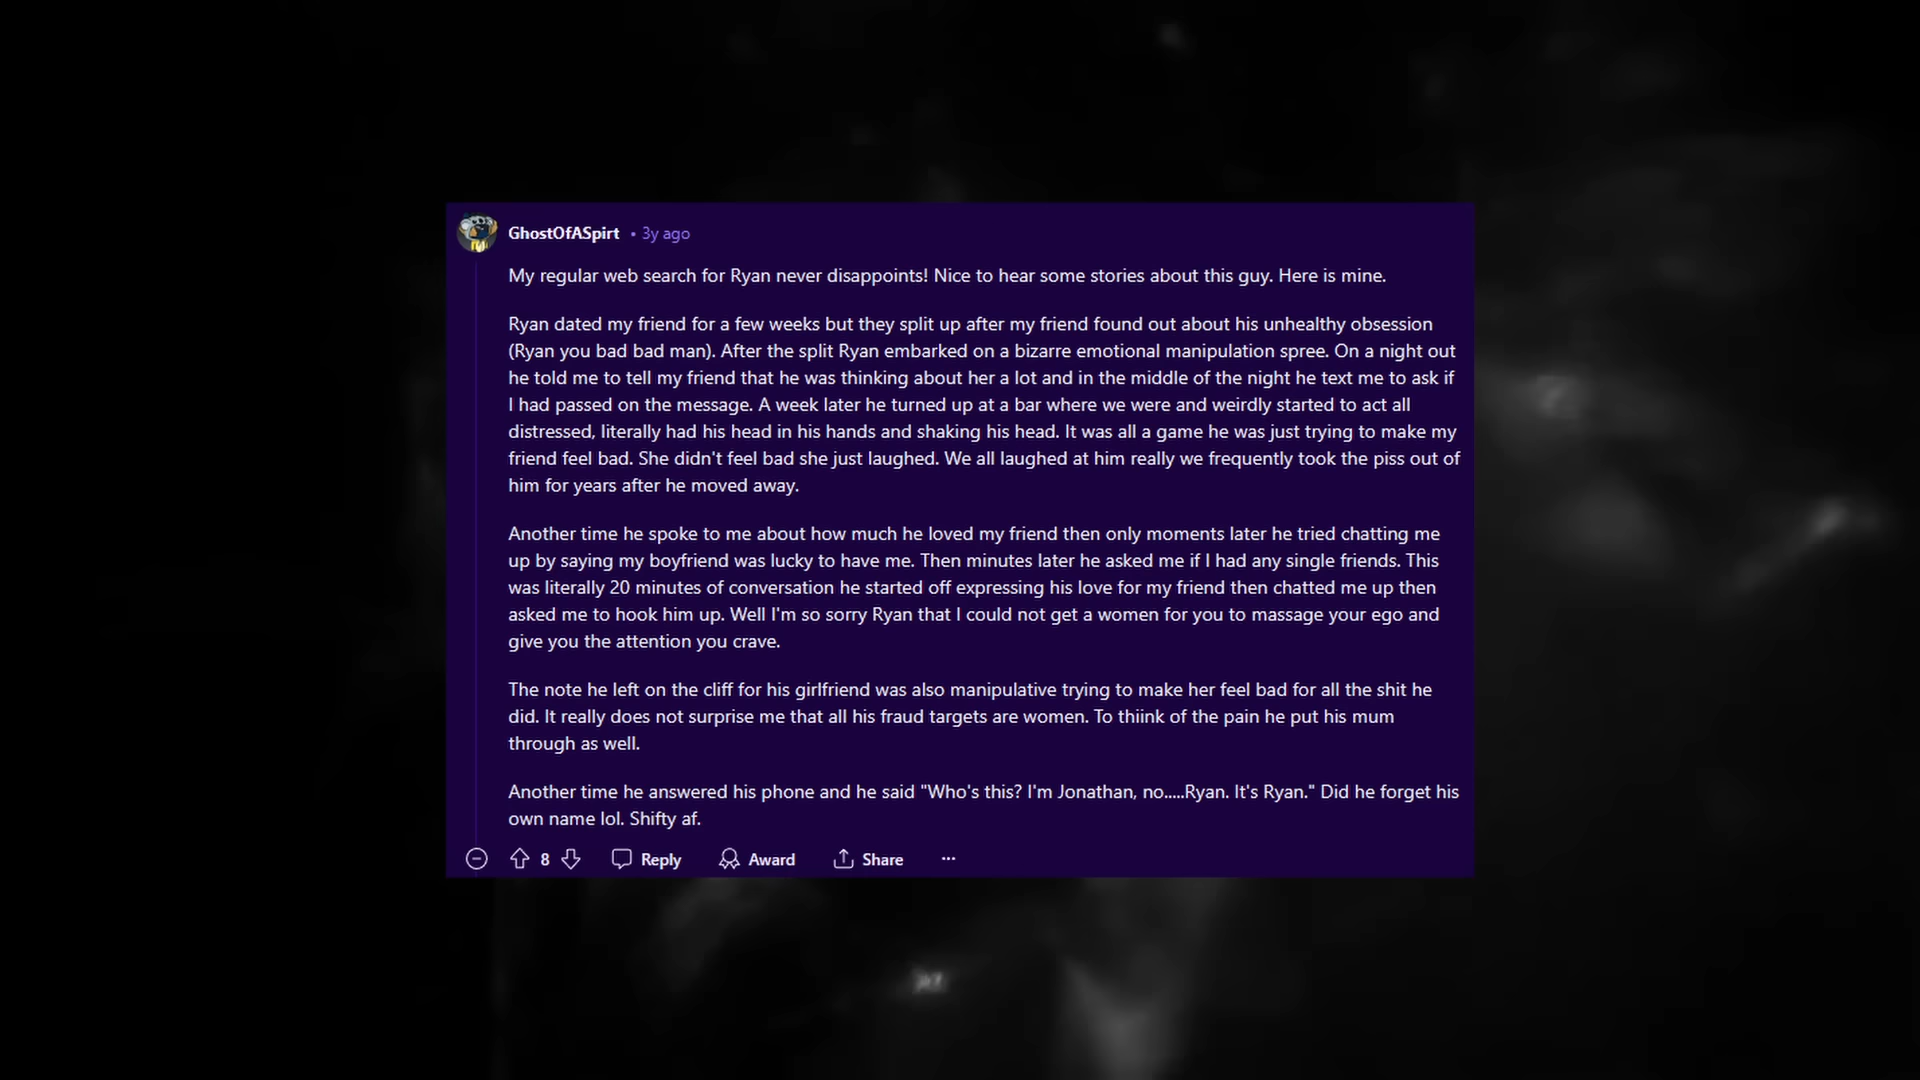 GhostOfASpirt • 3y ago
My regular web search for Ryan never disappoints! Nice to hear some stories about this guy. Here is mine.
Ryan dated my friend for a few weeks but they split up after my friend found out about his unhealthy obsession
(Ryan you bad bad man). After the split Ryan embarked on a bizarre emotional manipulation spree. On a night out
he told me to tell my friend that he was thinking about her a lot and in the middle of the night he text me to ask if
I had passed on the message. A week later he turned up at a bar where we were and weirdly started to act all
distressed, literally had his head in his hands and shaking his head. It was all a game he was just trying to make my
friend feel bad. She didn't feel bad she just laughed. We all laughed at him really we frequently took the piss out of
him for years after he moved away.
Another time he spoke to me about how much he loved my friend then only moments later he tried chatting me
up by saying my boyfriend was lucky to have me. Then minutes later he asked me if I had any single friends. This
was literally 20 minutes of conversation he started off expressing his love for my friend then chatted me up then
asked me to hook him up. Well I'm so sorry Ryan that I could not get a women for you to massage your ego and
give you the attention you crave.
The note he left on the cliff for his girlfriend was also manipulative trying to make her feel bad for all the shit he
did. It really does not surprise me that all his fraud targets are women. To thiink of the pain he put his mum
through as well.
Another time he answered his phone and he said "Who's this? I'm Jonathan, no.....Ryan. It's Ryan." Did he forget his
own name lol. Shifty af.
8 Reply Award Share ...